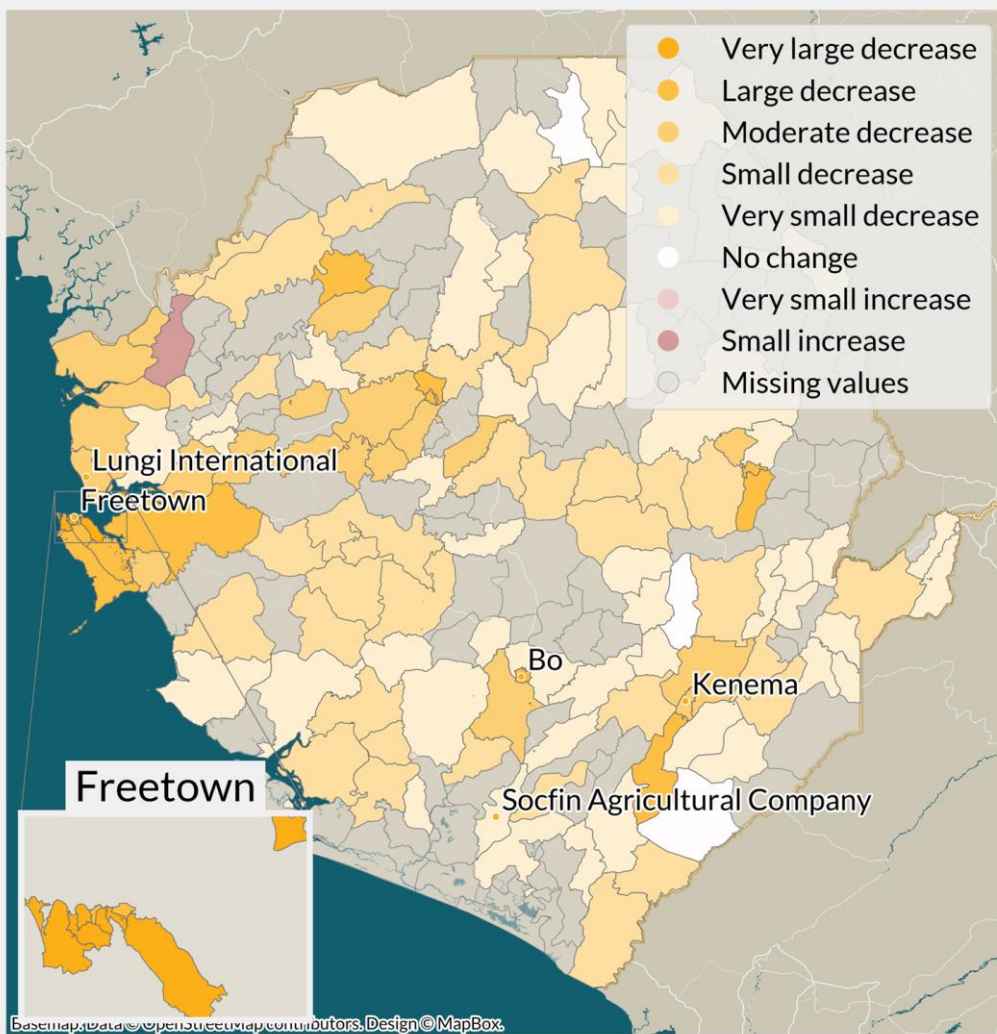 Very large decrease
Large decrease
Moderate decrease
Small decrease
Very small decrease
No change
Very small increase
Small increase
Missing values
Lungi International
Freetown
Bo
Kenema
Socfin Agricultural Company
Freetown
Basemap: Data © OpenStreetMap contributors. Design © MapBox.